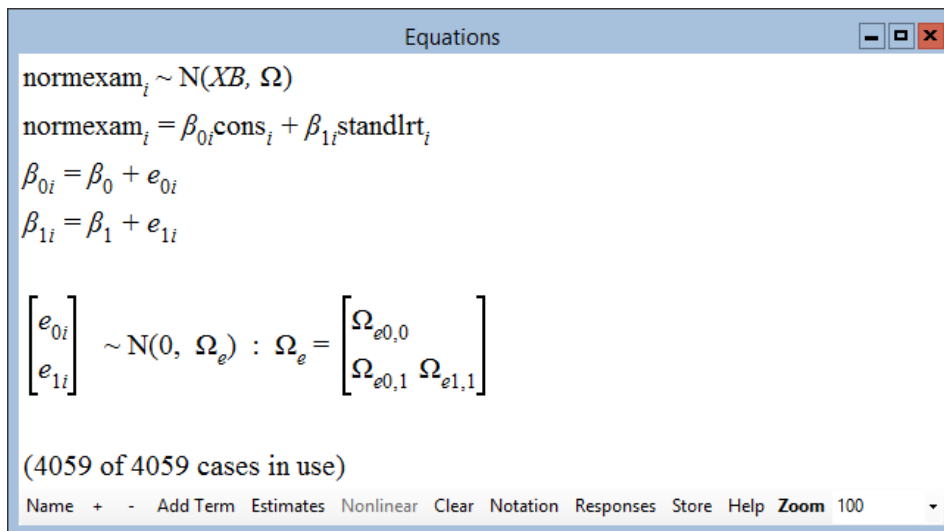 Equations
normexam_i ~ N(XB, Ω)
normexam_i = β_0i cons_i + β_1i standlrt_i
β_0i = β_0 + e_0i
β_1i = β_1 + e_1i
[e_0i e_1i] ~ N(0, Ω_e) : Ω_e = [Ω_e0,0 Ω_e0,1 Ω_e1,1]
(4059 of 4059 cases in use)
Name + - Add Term Estimates Nonlinear Clear Notation Responses Store Help Zoom 100